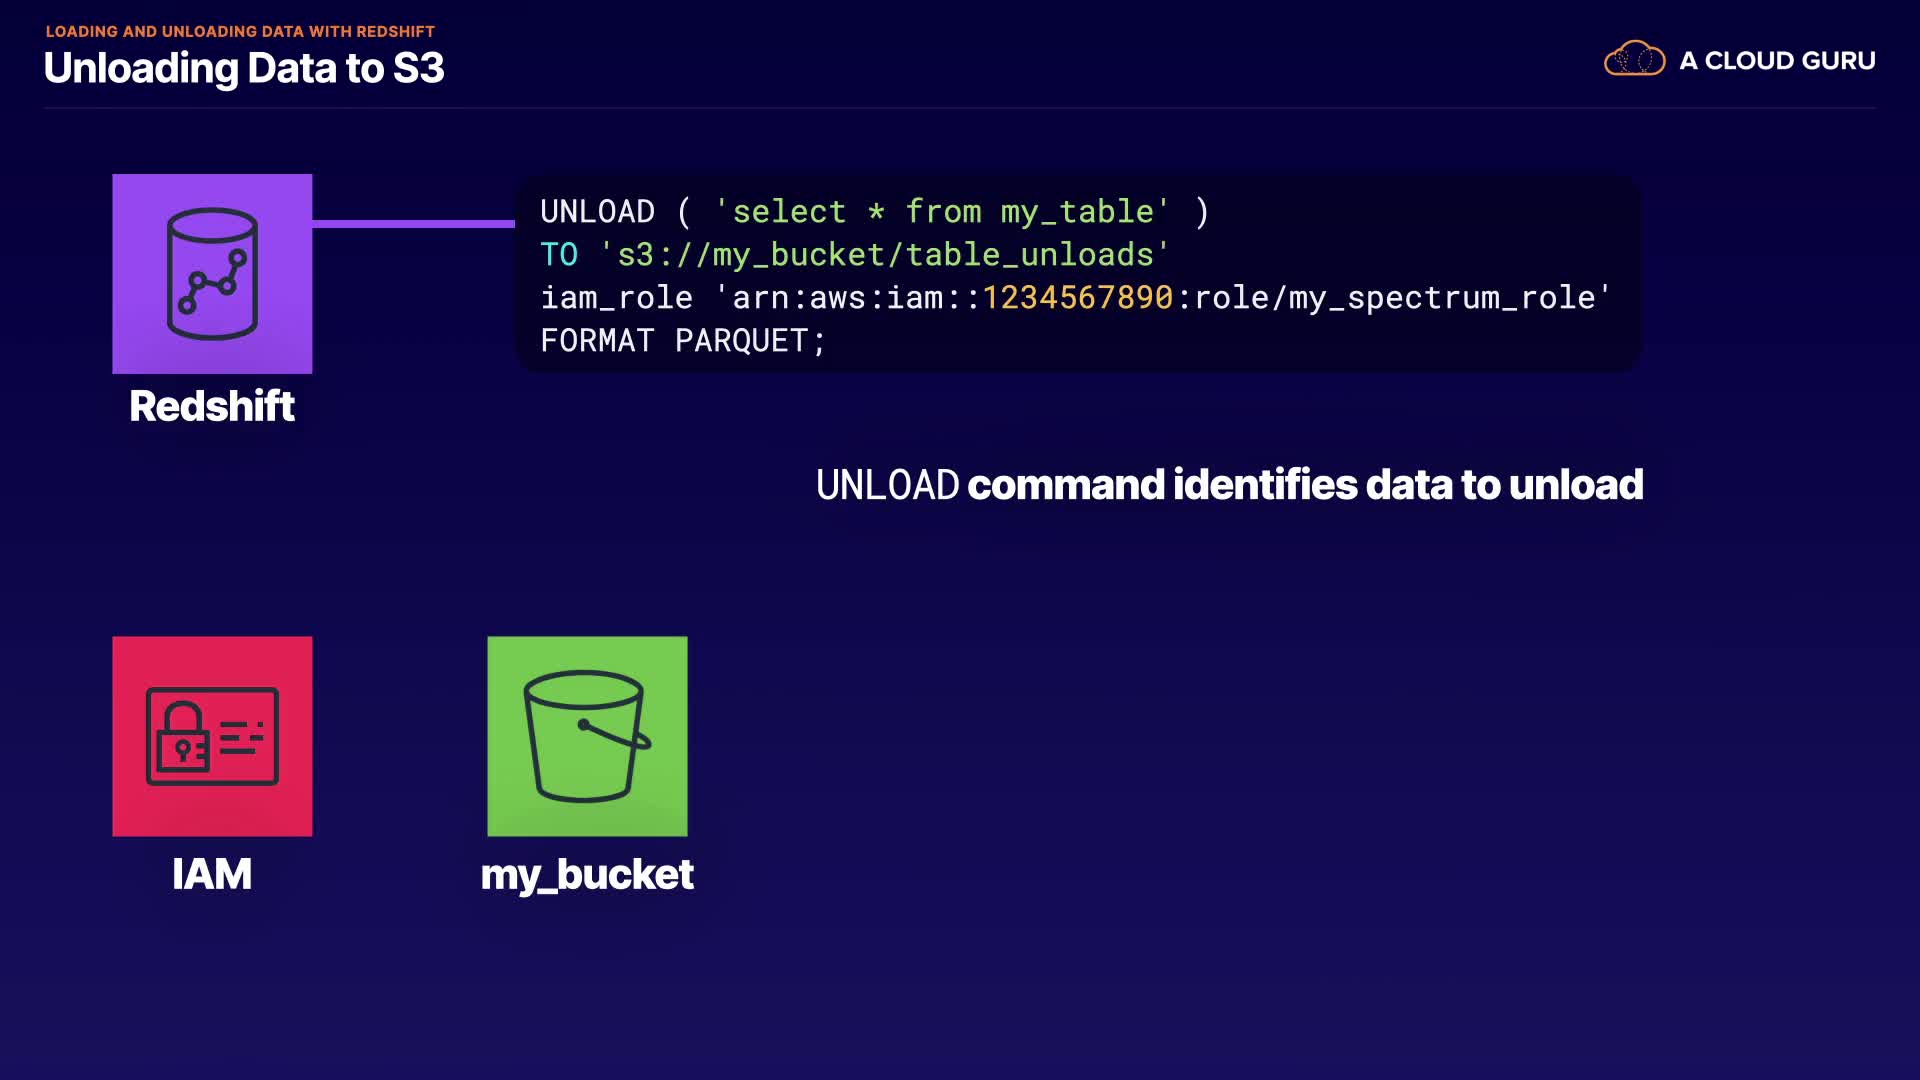 LOADING AND UNLOADING DATA WITH REDSHIFT
Unloading Data to S3
A CLOUD GURU
UNLOAD ( 'select * from my_table' )
TO 's3://my_bucket/table_unloads'
iam_role 'arn:aws:iam::1234567890:role/my_spectrum_role'
FORMAT PARQUET;
Redshift
UNLOAD command identifies data to unload
IAM
my_bucket